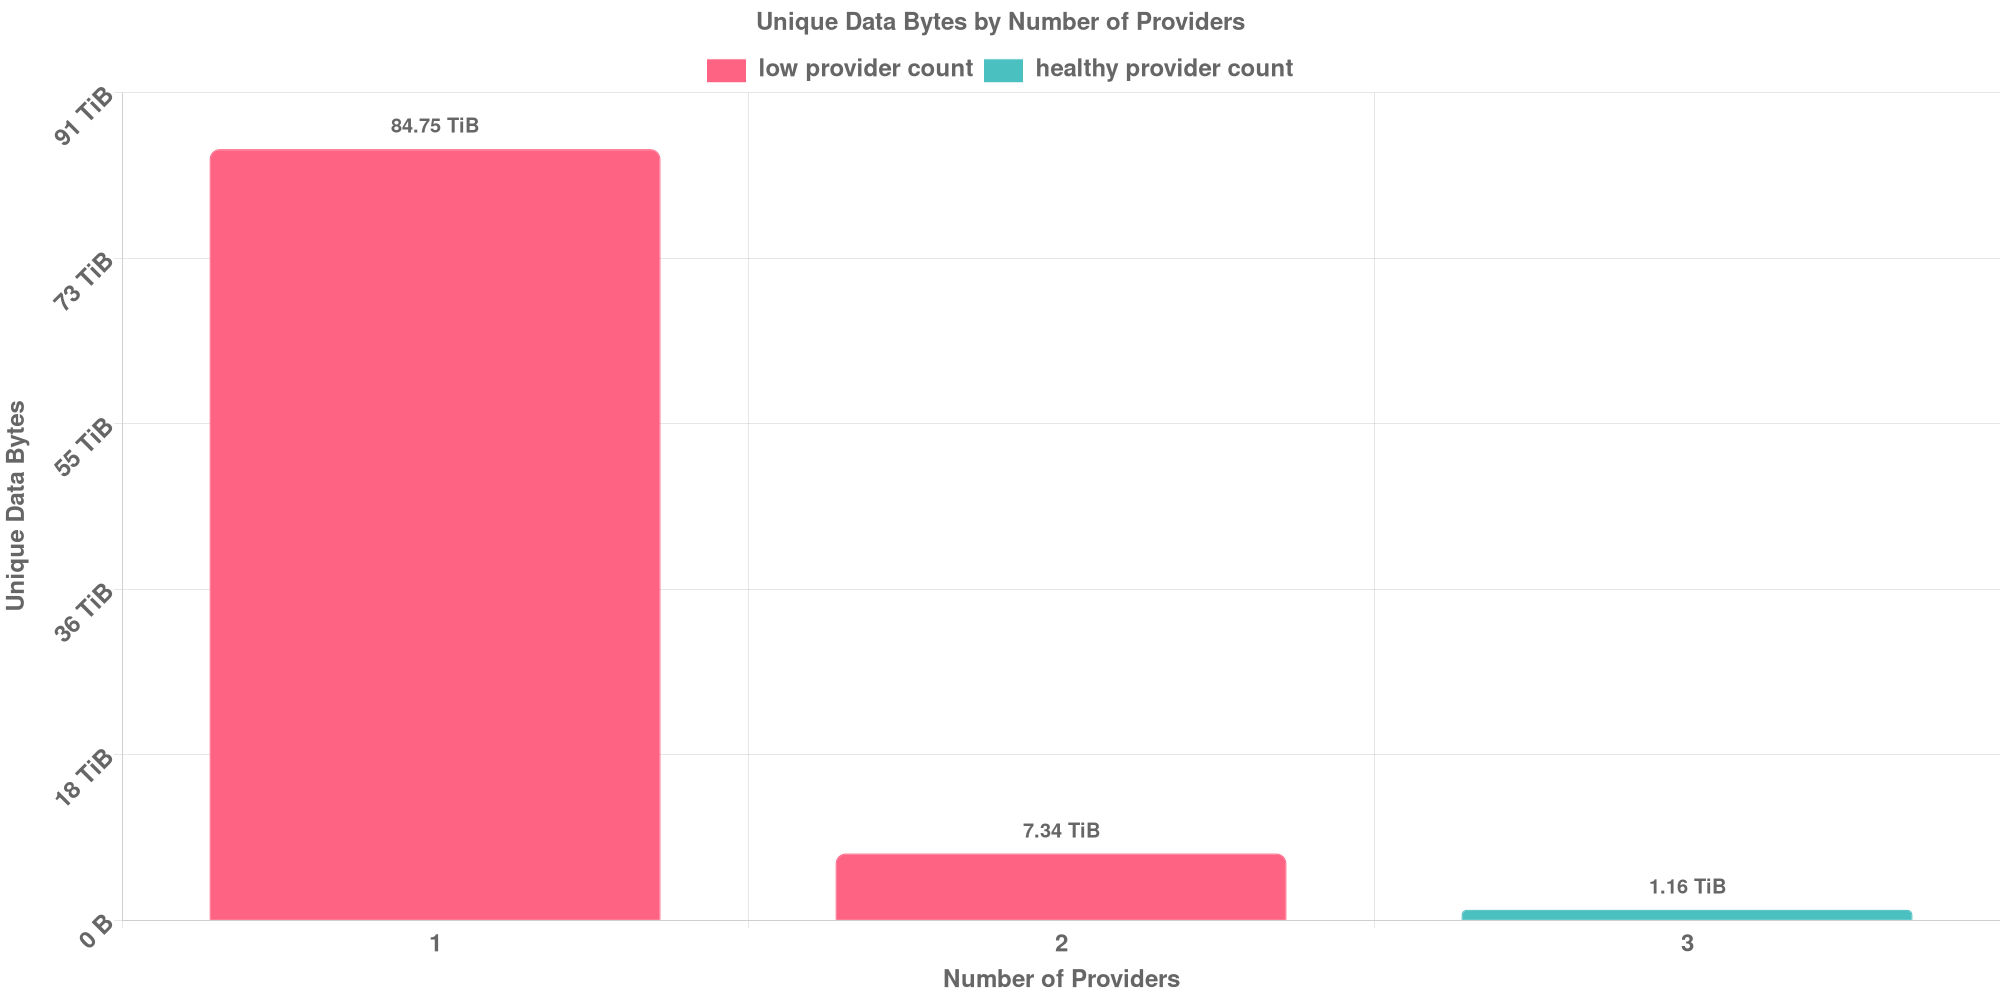 Unique Data Bytes by Number of Providers
low provider count healthy provider count
91 TiB
73 TiB
55 TiB
36 TiB
18 TiB
0 B
Unique Data Bytes
84.75 TiB
7.34 TiB
1.16 TiB
1 2 3
Number of Providers